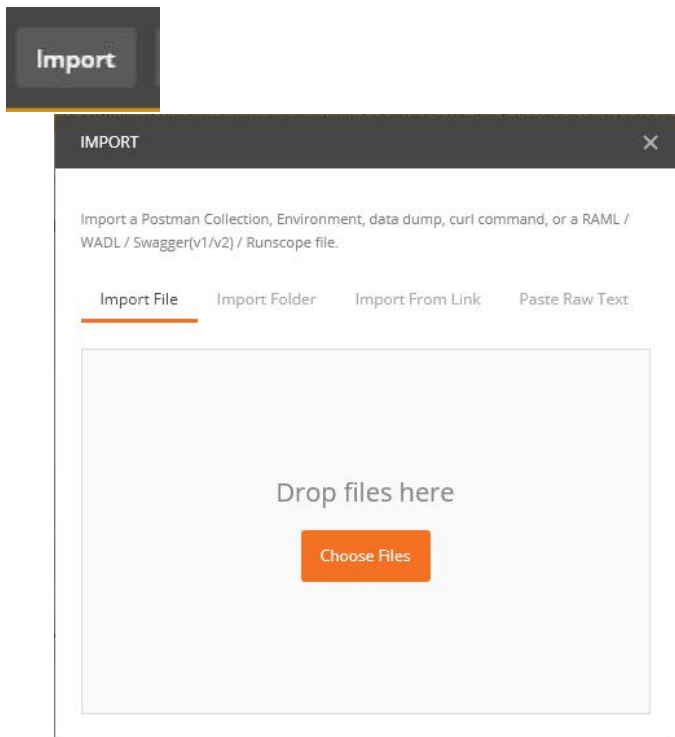 Import
IMPORT
Import a Postman Collection, Environment, data dump, curl command, or a RAML /
WADL / Swagger(v1/v2) / Runscope file.
Import File Import Folder Import From Link Paste Raw Text
Drop files here
Choose Files